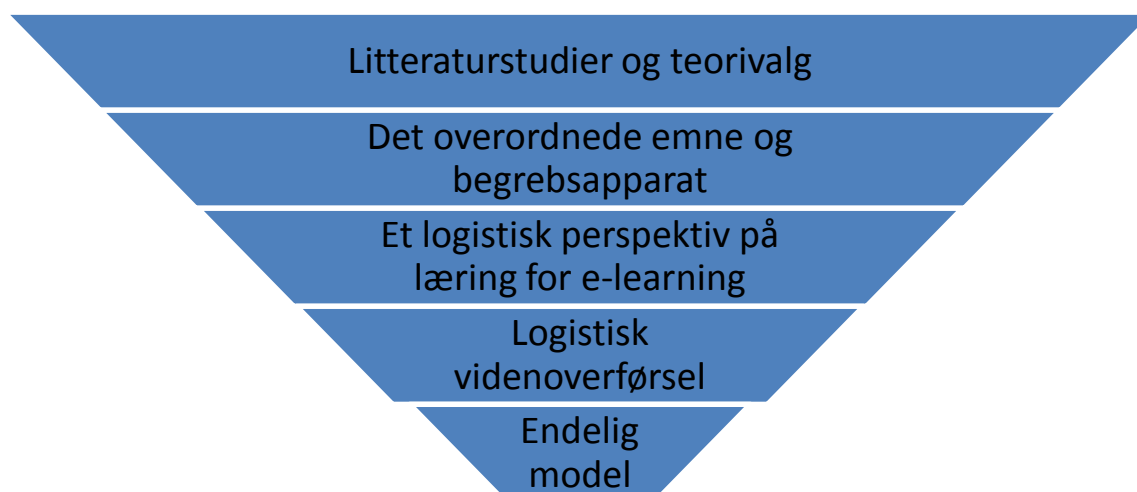 Litteraturstudier og teorivalg
Det overordnede emne og
begrebsapparat
Et logistisk perspektiv på
læring for e-learning
Logistisk
videnoverførsel
Endelig
model